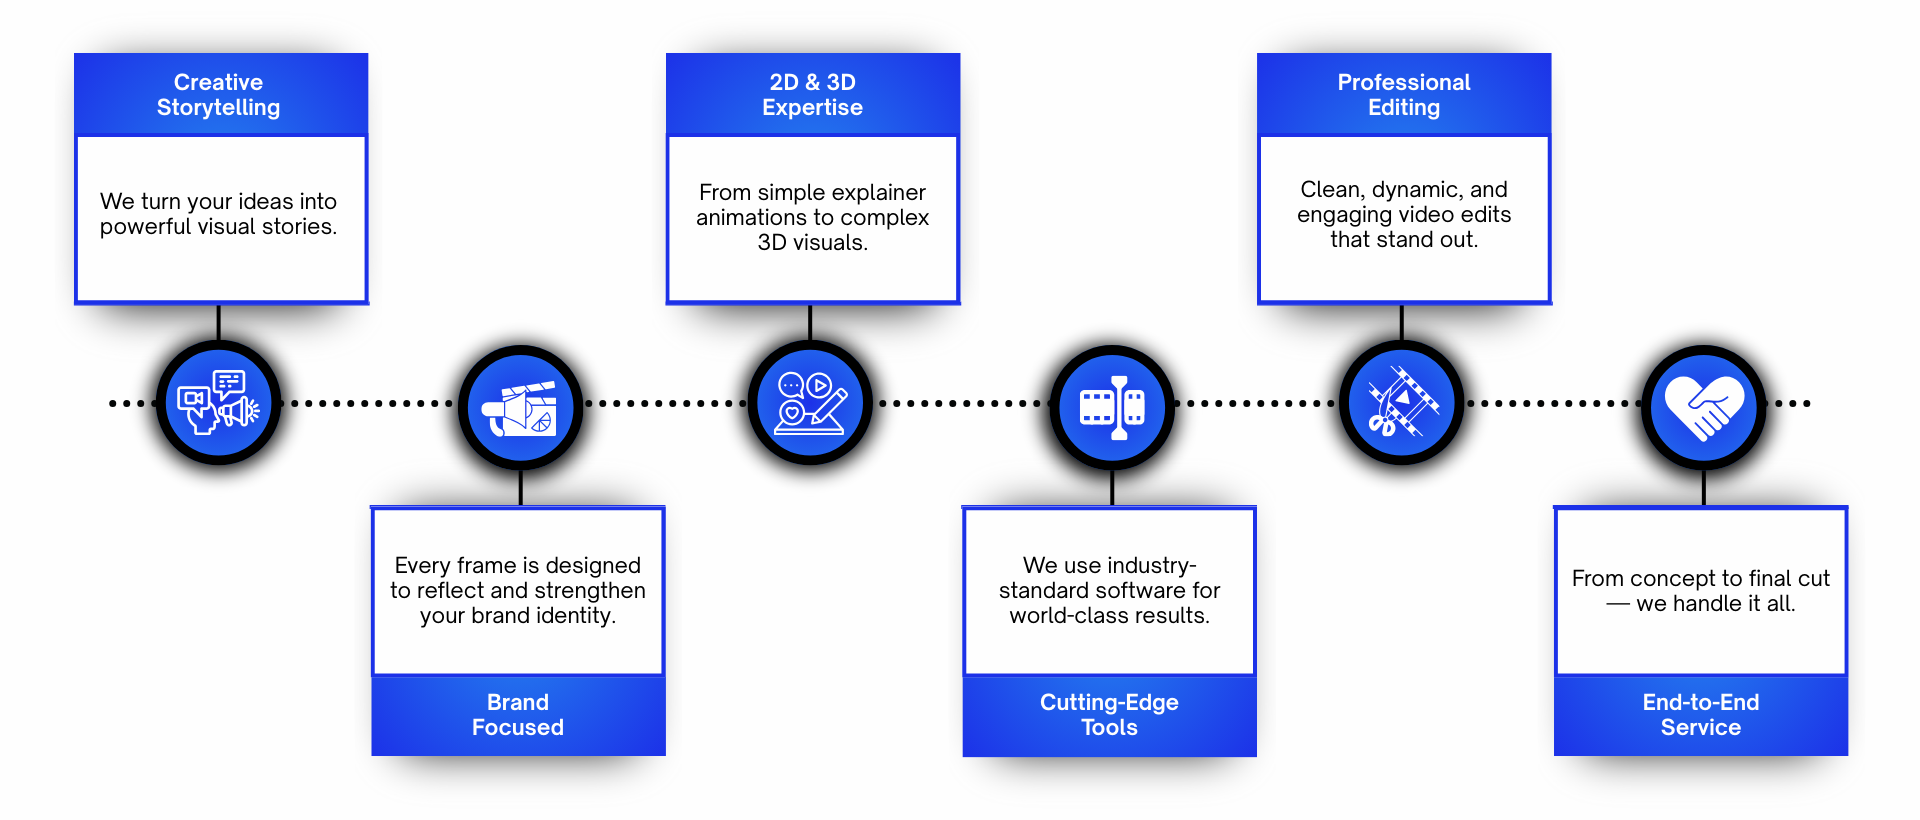 Creative
Storytelling
We turn your ideas into
powerful visual stories.
Every frame is designed
to reflect and strengthen
your brand identity.
Brand
Focused
2D & 3D
Expertise
From simple explainer
animations to complex
3D visuals.
We use industry-
standard software for
world-class results.
Cutting-Edge
Tools
Professional
Editing
Clean, dynamic, and
engaging video edits
that stand out.
From concept to final cut
— we handle it all.
End-to-End
Service